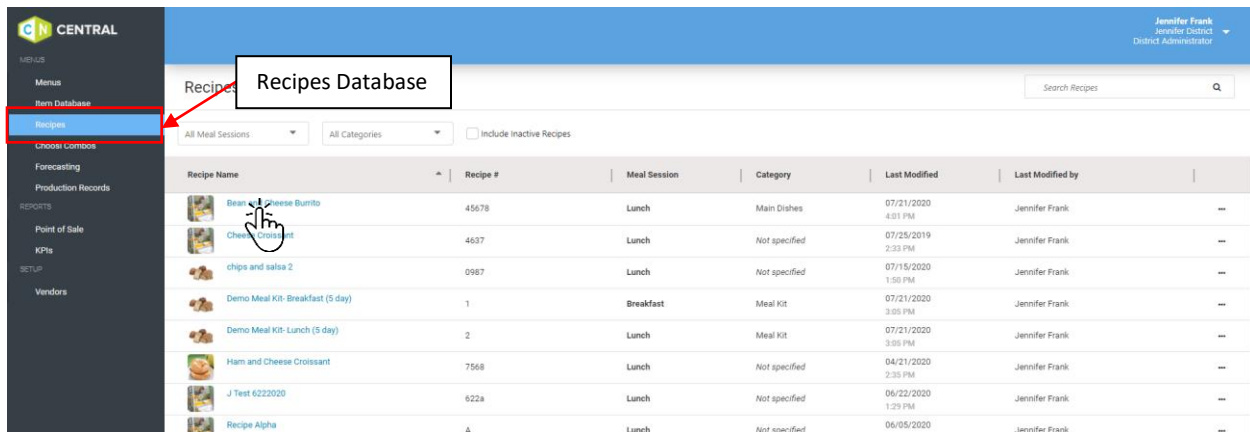 CN CENTRAL
Jennifer Frank
Jennifer District
District Administrator
MENUS
Menus
Item Database
Recipes
Choosi Combos
Forecasting
Production Records
REPORTS
Point of Sale
KPIs
SETUP
Vendors
Recipes
Recipes Database
Search Recipes
All Meal Sessions All Categories Include Inactive Recipes
Recipe Name Recipe # Meal Session Category Last Modified Last Modified by
Bean and Cheese Burrito 45678 Lunch Main Dishes 07/21/2020 4:01 PM Jennifer Frank
Cheese Croissant 4637 Lunch Not specified 07/25/2019 2:33 PM Jennifer Frank
chips and salsa 2 0987 Lunch Not specified 07/15/2020 1:50 PM Jennifer Frank
Demo Meal Kit- Breakfast (5 day) 1 Breakfast Meal Kit 07/21/2020 3:05 PM Jennifer Frank
Demo Meal Kit- Lunch (5 day) 2 Lunch Meal Kit 07/21/2020 3:05 PM Jennifer Frank
Ham and Cheese Croissant 7568 Lunch Not specified 04/21/2020 2:35 PM Jennifer Frank
J Test 6222020 622a Lunch Not specified 06/22/2020 1:29 PM Jennifer Frank
Recipe Alpha A Lunch Not specified 06/05/2020 Jennifer Frank